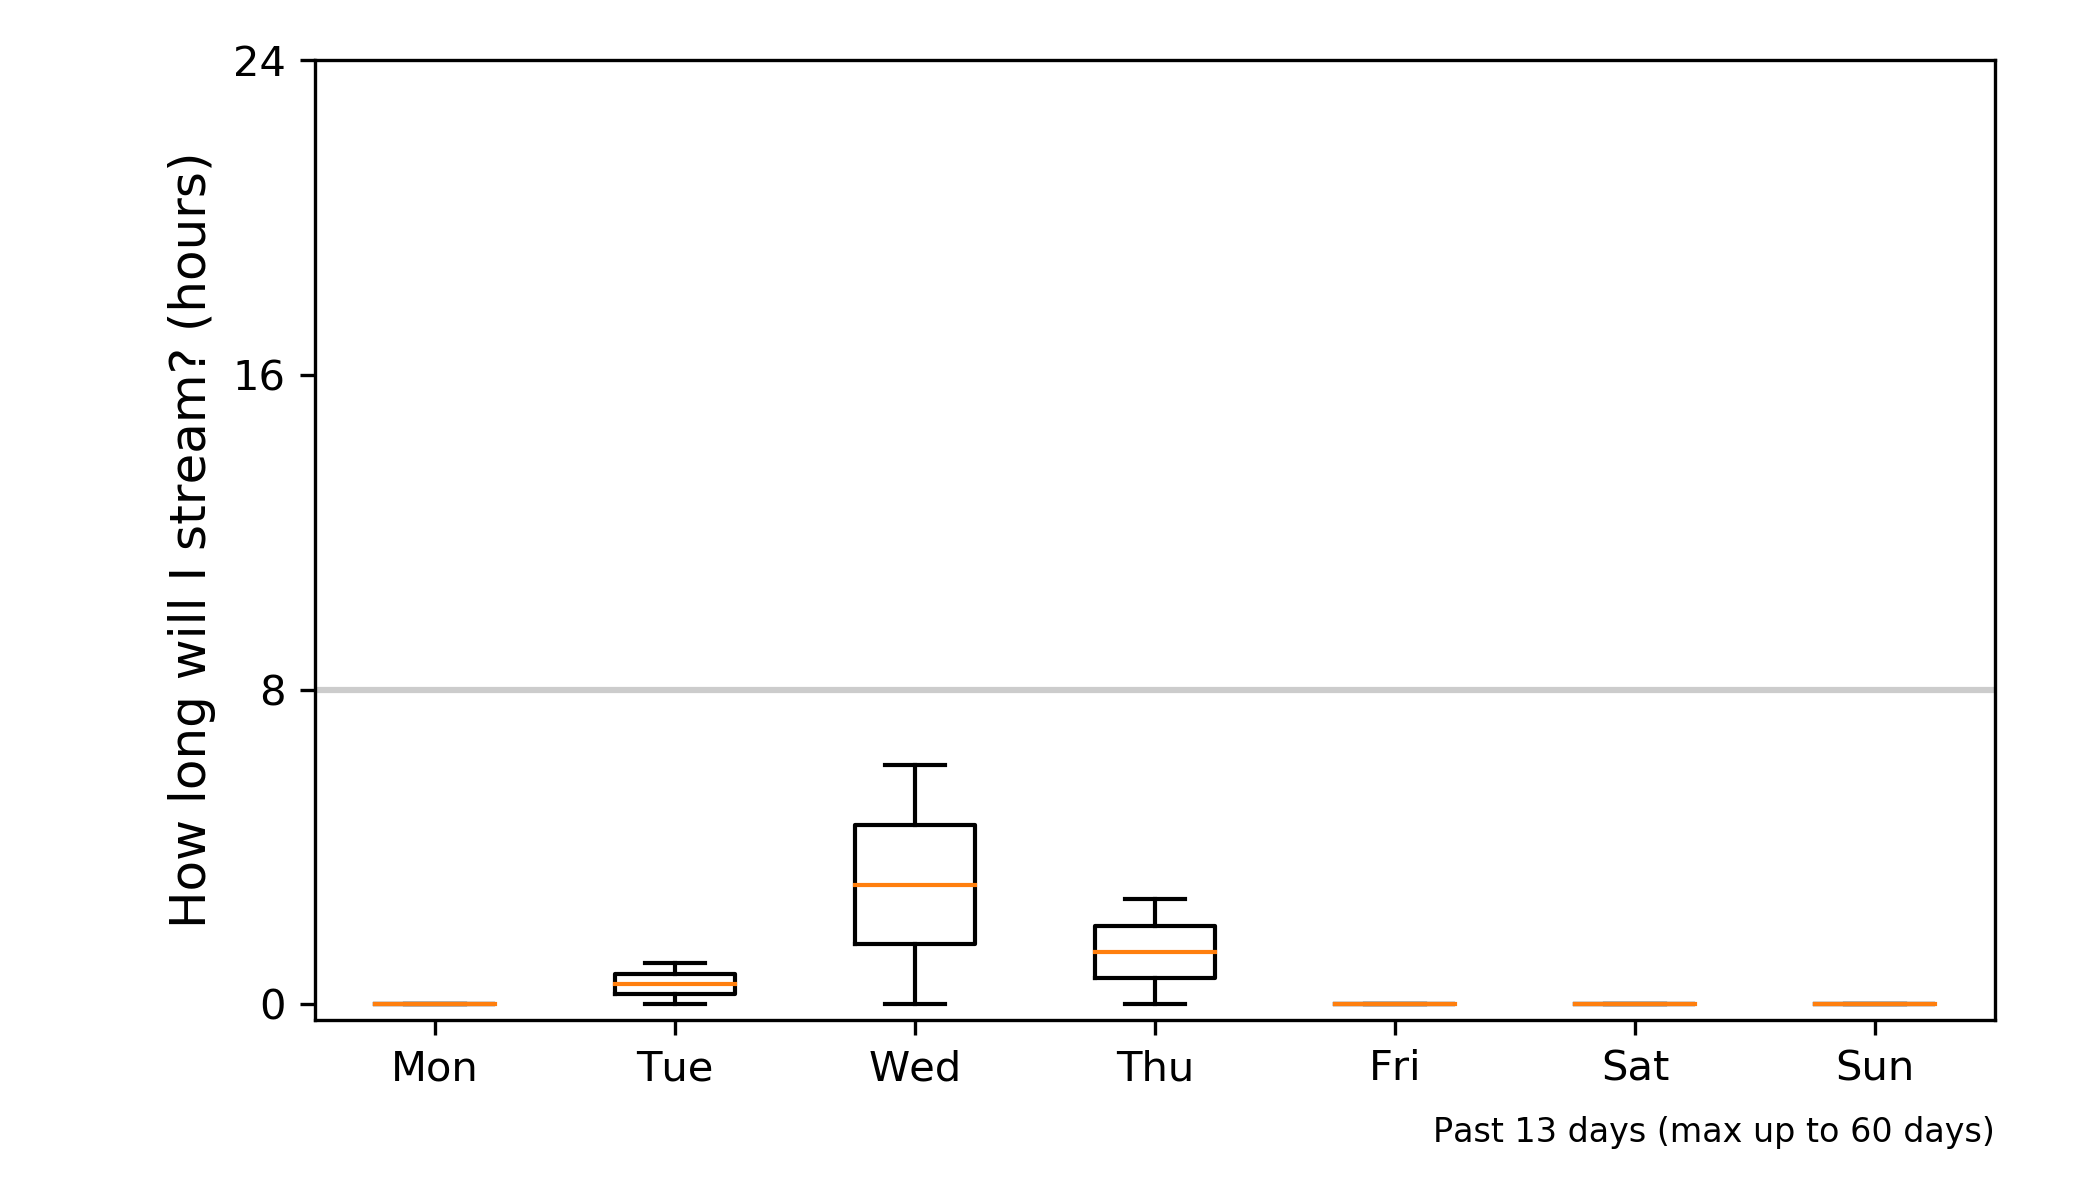 How long will I stream? (hours)
24
16
8
0
Mon Tue Wed Thu Fri Sat Sun
Past 13 days (max up to 60 days)